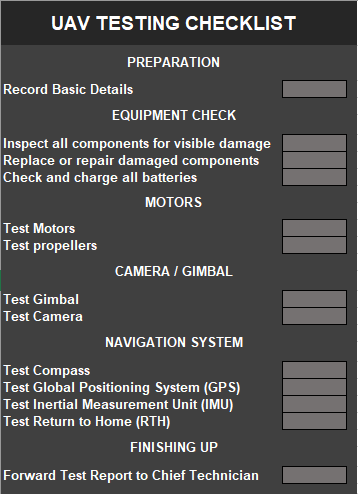 UAV TESTING CHECKLIST
PREPARATION
Record Basic Details
EQUIPMENT CHECK
Inspect all components for visible damage
Replace or repair damaged components
Check and charge all batteries
MOTORS
Test Motors
Test propellers
CAMERA / GIMBAL
Test Gimbal
Test Camera
NAVIGATION SYSTEM
Test Compass
Test Global Positioning System (GPS)
Test Inertial Measurement Unit (IMU)
Test Return to Home (RTH)
FINISHING UP
Forward Test Report to Chief Technician